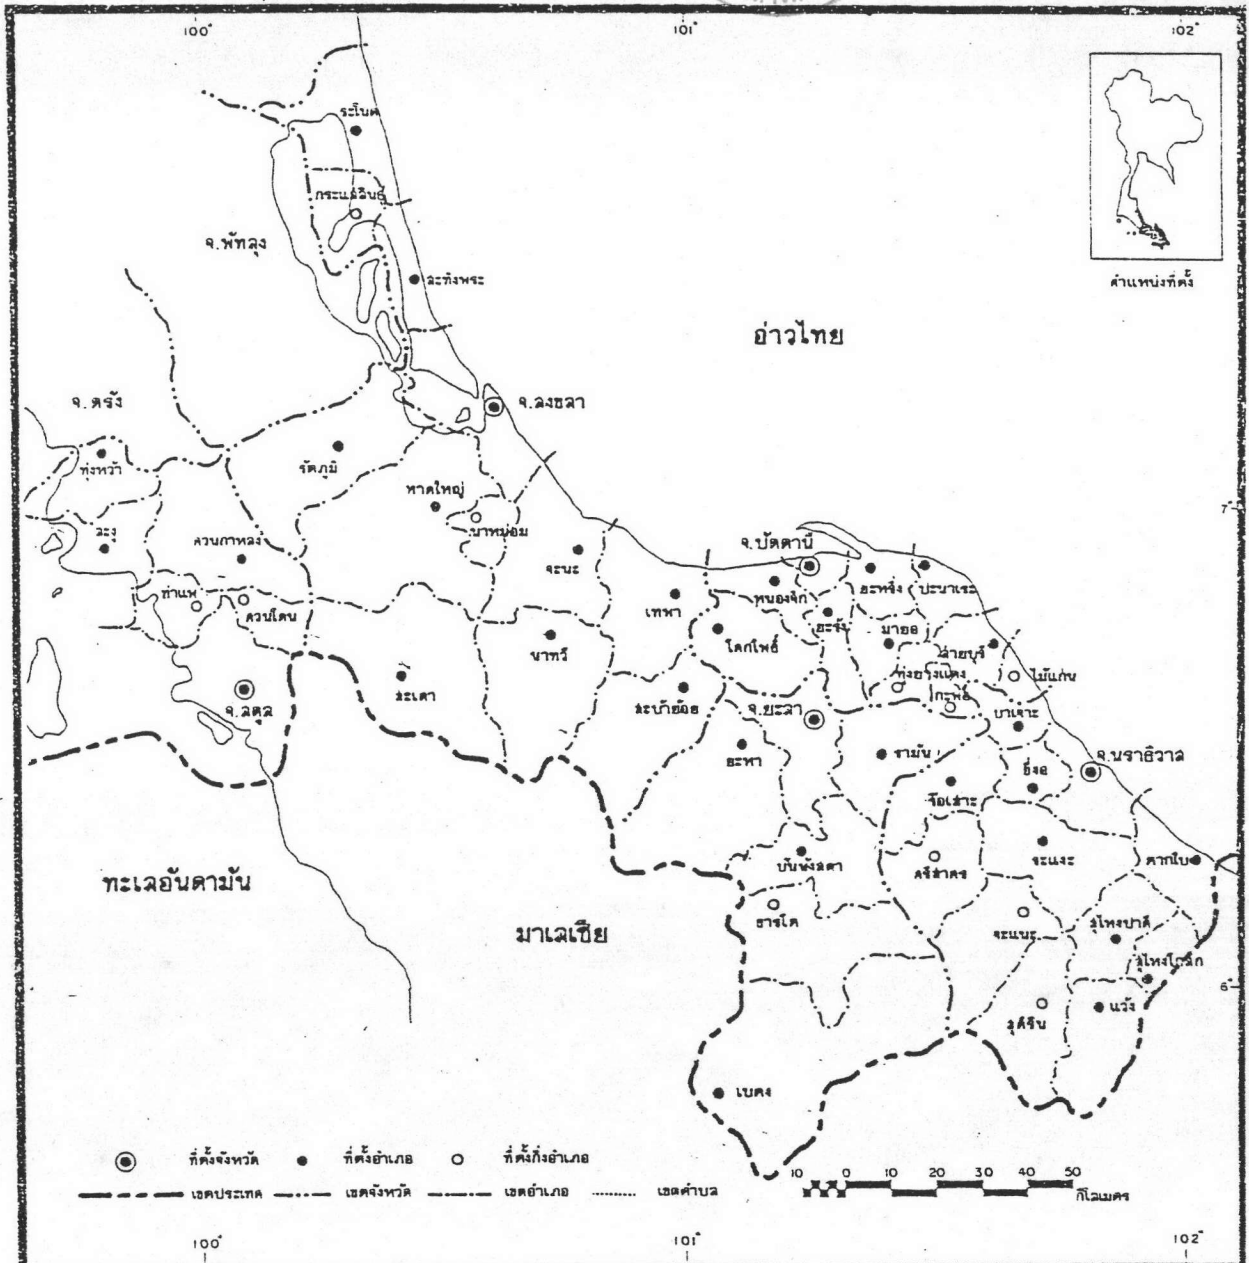 100°
101°
102°
ระโนด
กระแสสินธุ์
จ.พัทลุง
สะทิงพระ
ตำแหน่งที่ตั้ง
อ่าวไทย
จ.ตรัง
จ.สงขลา
ทุ่งหว้า
รัตภูมิ
หาดใหญ่
นาหม่อม
7°
ละงู
ควนกาหลง
จะนะ
จ.ปัตตานี
ท่าแพ
ควนโดน
เทพา
หนองจิก
ยะหริ่ง
ปะนาเระ
ยะรัง
มายอ
นาทวี
โคกโพธิ์
สายบุรี
ทุ่งยางแดง
ไม้แก่น
กะพ้อ
จ.สตูล
สะเดา
สะบ้าย้อย
จ.ยะลา
บาเจาะ
ยะหา
รามัน
ยี่งอ
จ.นราธิวาส
รือเสาะ
ทะเลอันดามัน
บันนังสตา
ศรีสาคร
ระแงะ
ตากใบ
มาเลเซีย
ธารโต
จะแนะ
สุไหงปาดี
สุไหงโกลก
6°
สุคิริน
แว้ง
เบตง
ที่ตั้งจังหวัด
ที่ตั้งอำเภอ
ที่ตั้งกิ่งอำเภอ
10 0 10 20 30 40 50
เขตประเทศ
เขตจังหวัด
เขตอำเภอ
เขตตำบล
กิโลเมตร
100°
101°
102°